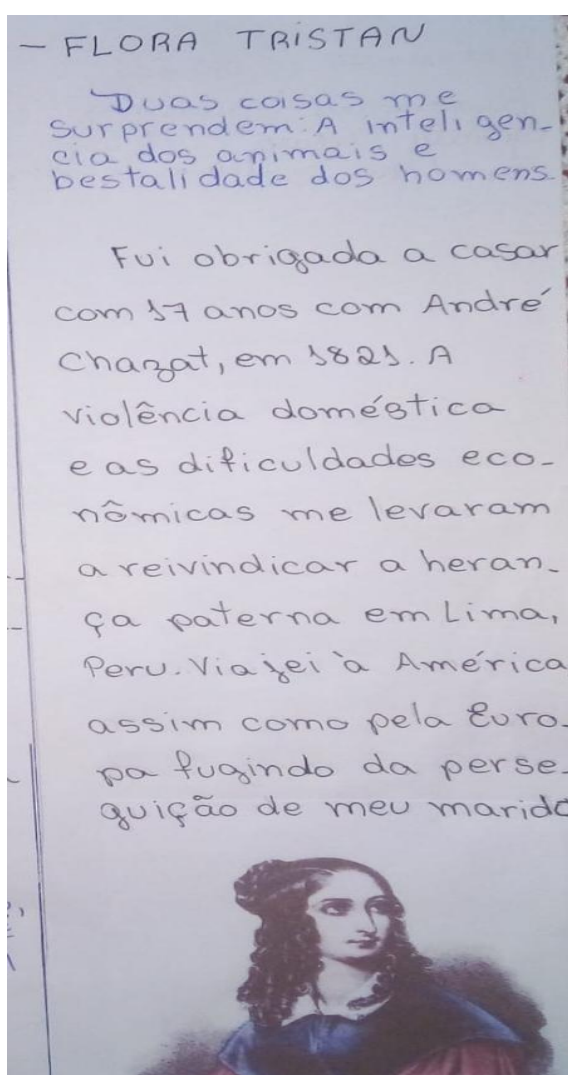 - FLORA TRISTAN
Duas coisas me
surprendem: A inteligen-
cia dos animais e
bestalidade dos homens.
Fui obrigada a casar
com 17 anos com André
Chazat, em 1821. A
violência doméstica
e as dificuldades eco-
nômicas me levaram
a reivindicar a heran-
ça paterna em Lima,
Peru. Viajei à América
assim como pela Euro-
pa fugindo da perse-
guição de meu marido